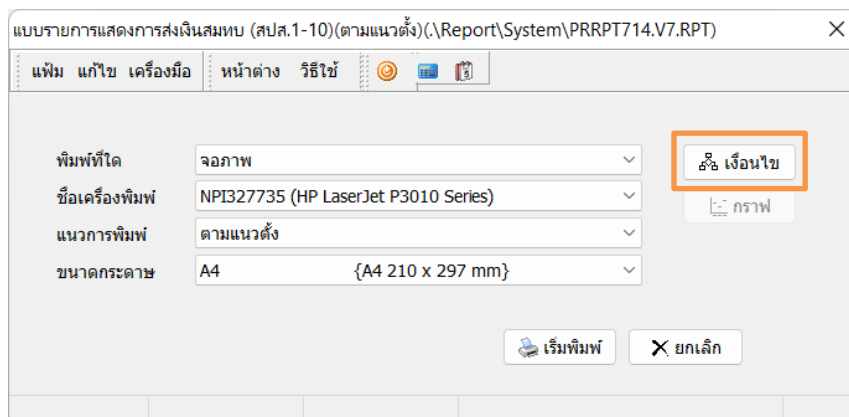 แบบรายการแสดงการส่งเงินสมทบ (สปส.1-10)(ตามแนวตั้ง)(.\Report\System\PRRPT714.V7.RPT)
แฟ้ม แก้ไข เครื่องมือ หน้าต่าง วิธีใช้
พิมพ์ที่ใด จอภาพ เงื่อนไข
ชื่อเครื่องพิมพ์ NPI327735 (HP LaserJet P3010 Series) กราฟ
แนวการพิมพ์ ตามแนวตั้ง
ขนาดกระดาษ A4 {A4 210 x 297 mm}
เริ่มพิมพ์ ยกเลิก